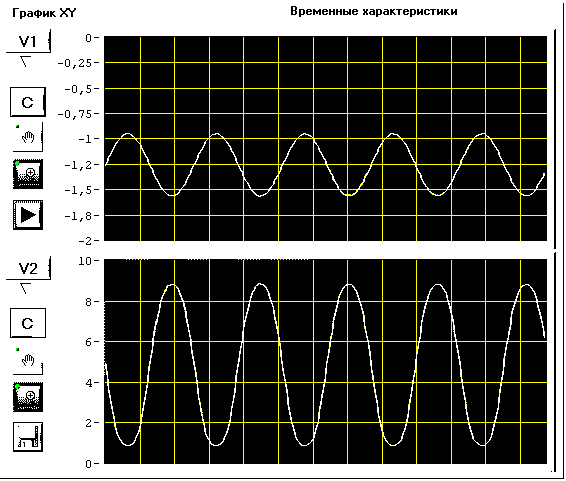 График XY
Временные характеристики
V1
C
0-
-0,25-
-0,5-
-0,75-
-1-
-1,2-
-1,5-
-1,8-
-2-
V2
C
10-
8-
6-
4-
2-
0-